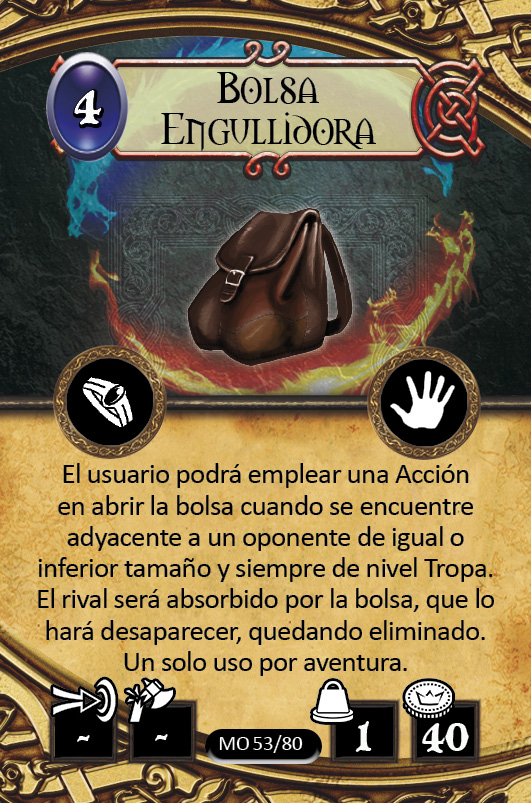 4
Bolsa
Engullidora
El usuario podrá emplear una Acción
en abrir la bolsa cuando se encuentre
adyacente a un oponente de igual o
inferior tamaño y siempre de nivel Tropa.
El rival será absorbido por la bolsa, que lo
hará desaparecer, quedando eliminado.
Un solo uso por aventura.
- - MO 53/80 1 40